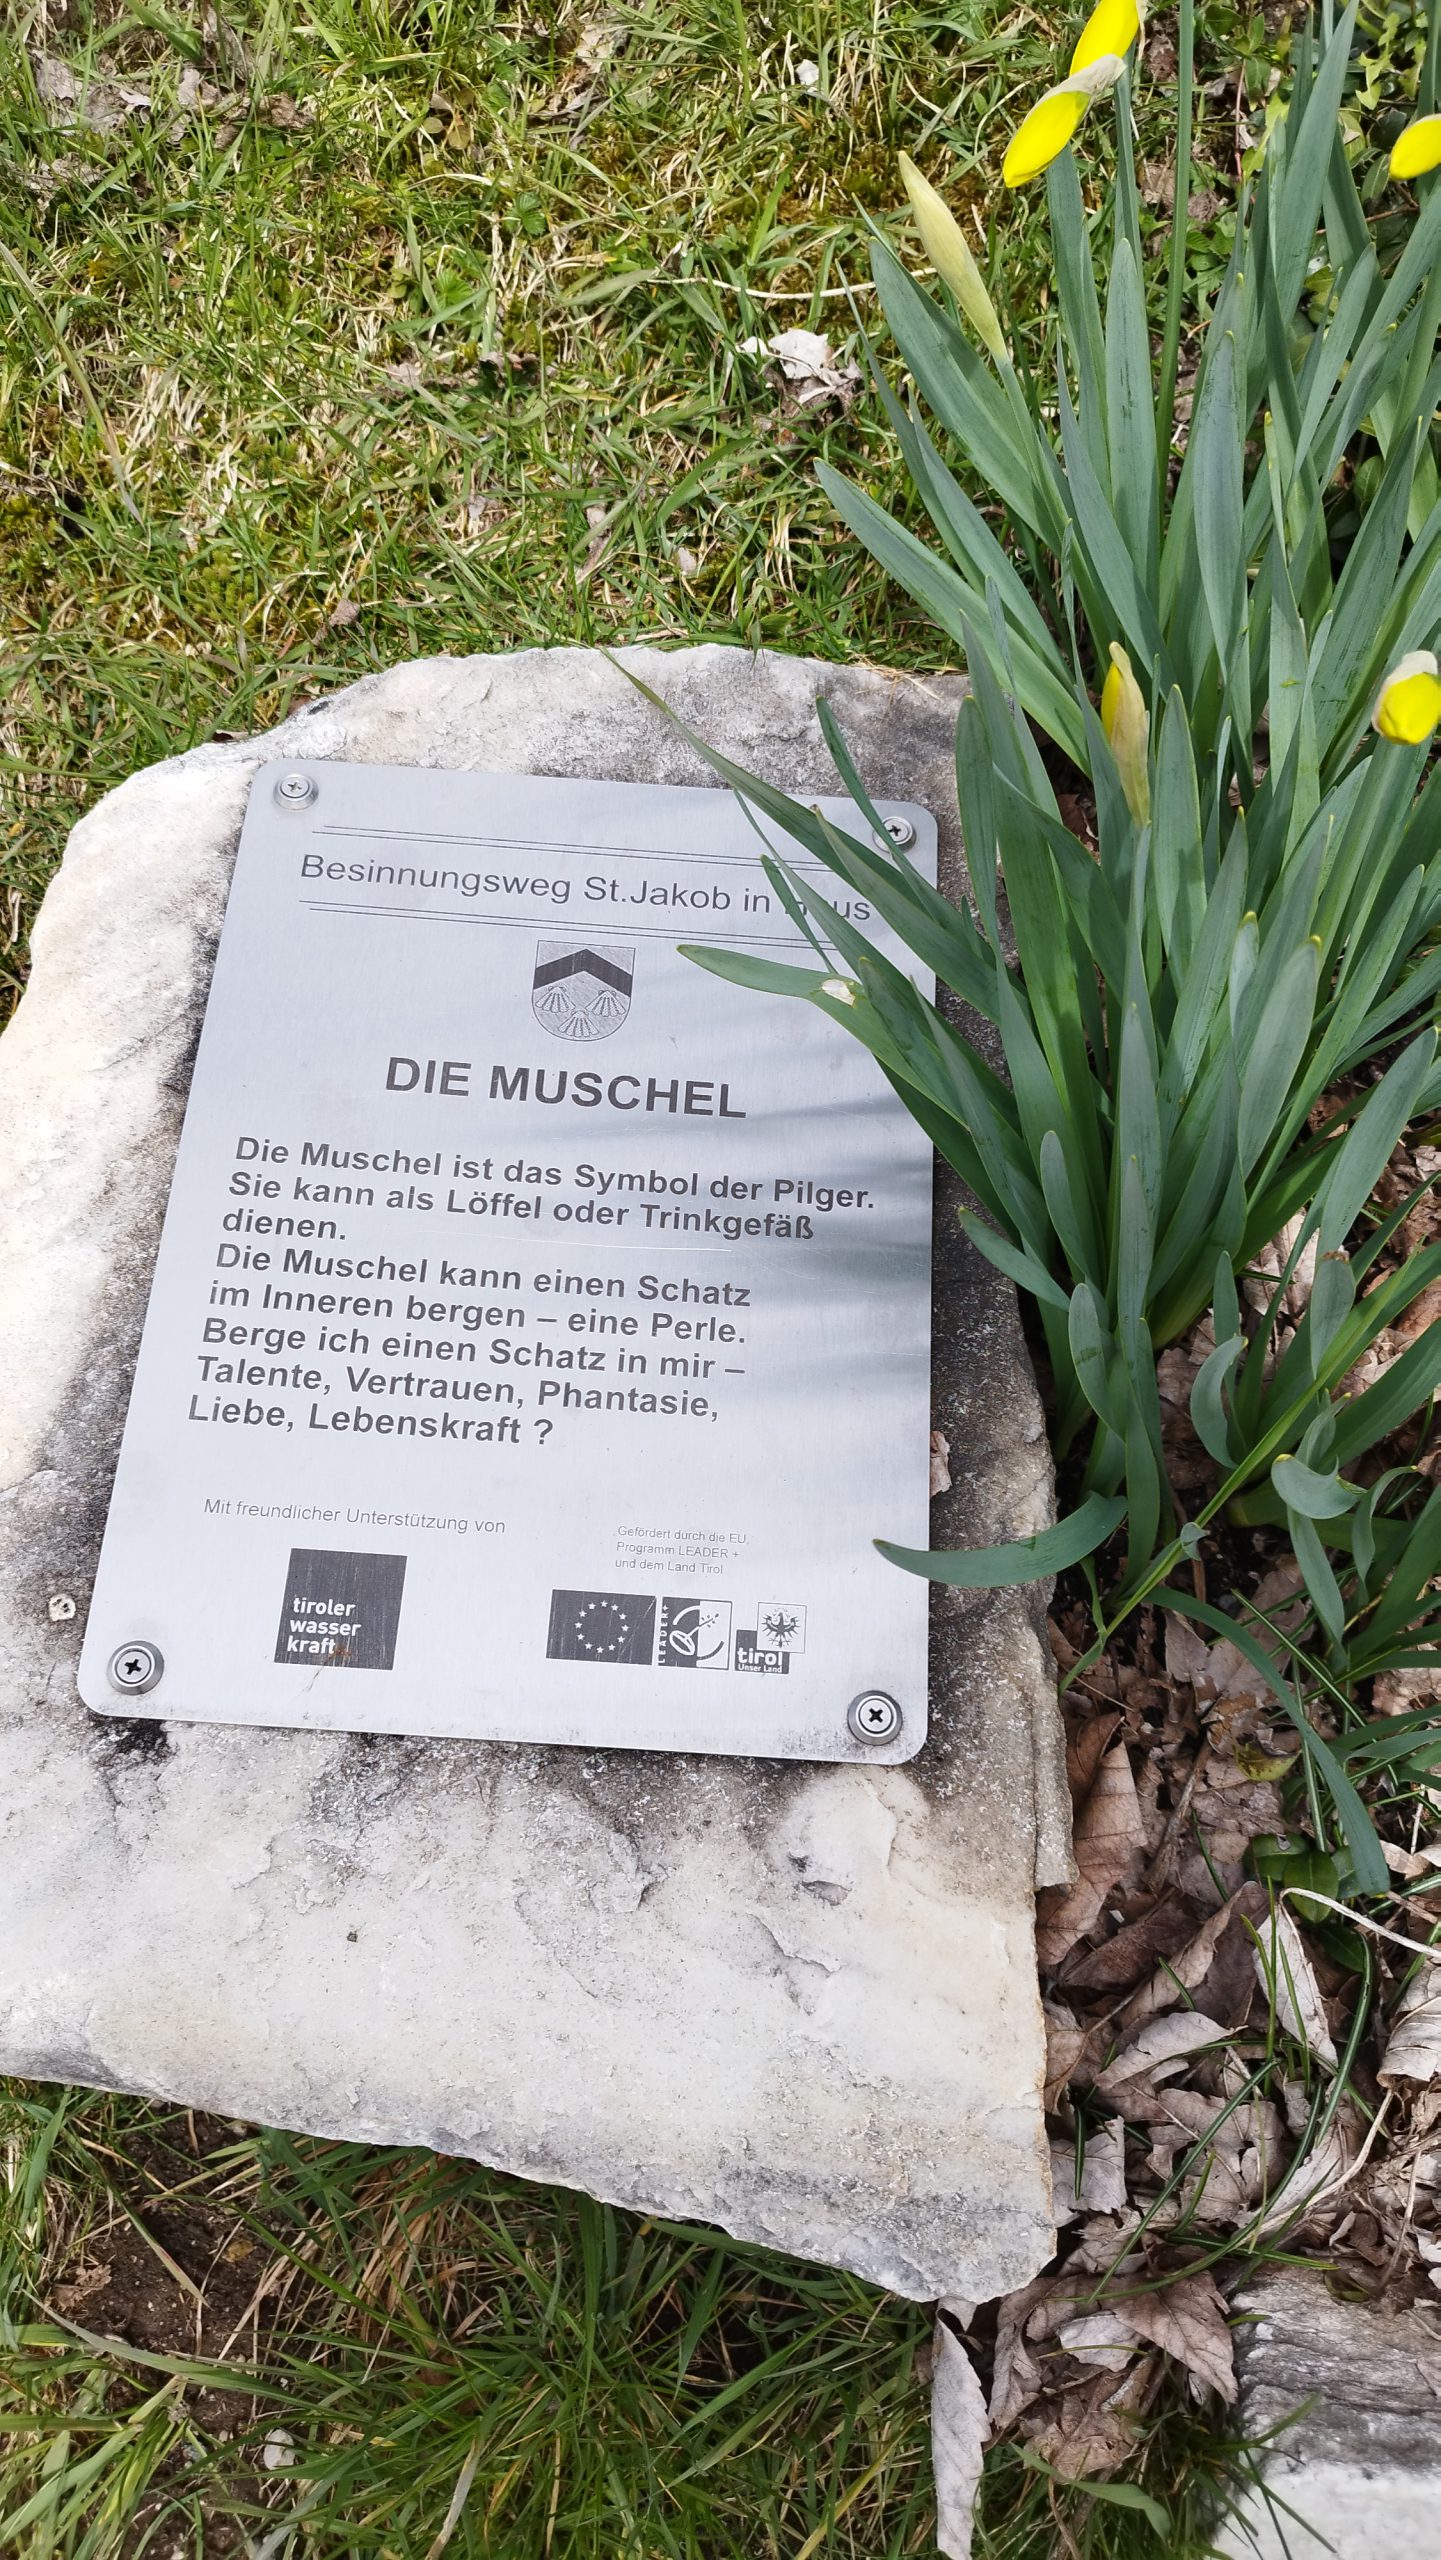 Besinnungsweg St.Jakob in
DIE MUSCHEL
Die Muschel ist das Symbol der Pilger.
Sie kann als Löffel oder Trinkgefäß
dienen.
Die Muschel kann einen Schatz
im Inneren bergen – eine Perle.
Berge ich einen Schatz in mir –
Talente, Vertrauen, Phantasie,
Liebe, Lebenskraft ?
Mit freundlicher Unterstützung von
Gefördert durch die EU,
Programm LEADER +
und dem Land Tirol
tiroler
wasser
kraft
LEADER+
tirol
Unser Land